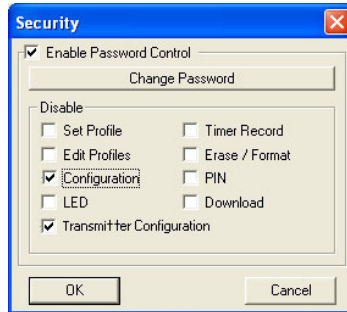 Security
Enable Password Control
Change Password
Disable
Set Profile
Timer Record
Edit Profiles
Erase / Format
Configuration
PIN
LED
Download
Transmitter Configuration
OK
Cancel